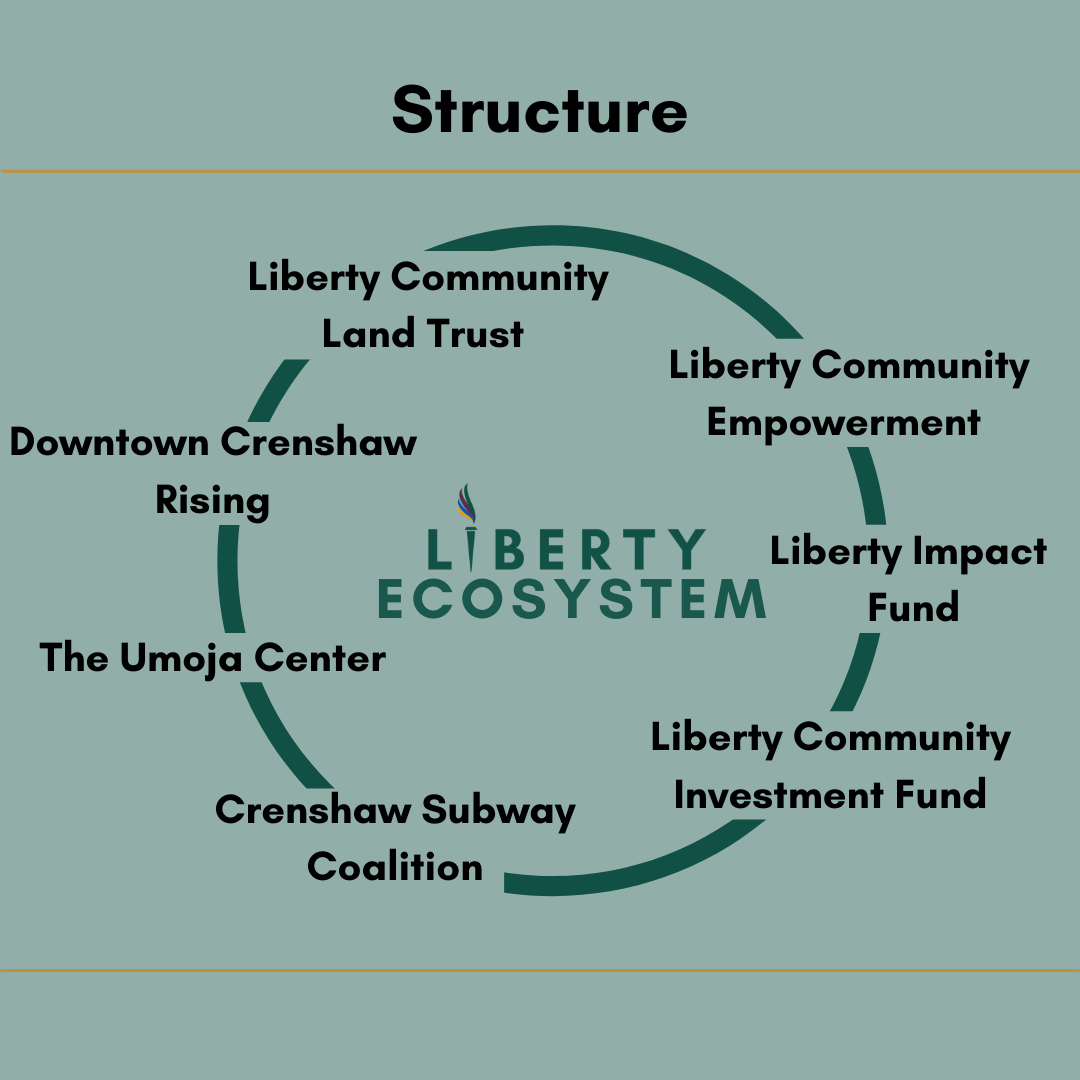 Structure
Liberty Community
Land Trust
Liberty Community
Empowerment
Downtown Crenshaw
Rising
LIBERTY
ECOSYSTEM
Liberty Impact
Fund
The Umoja Center
Liberty Community
Investment Fund
Crenshaw Subway
Coalition